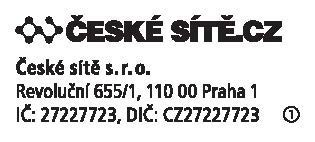 ČESKÉ SÍTĚ.CZ
České sítě s.r.o.
Revoluční 655/1, 110 00 Praha 1
IČ: 27227723, DIČ: CZ27227723 ①